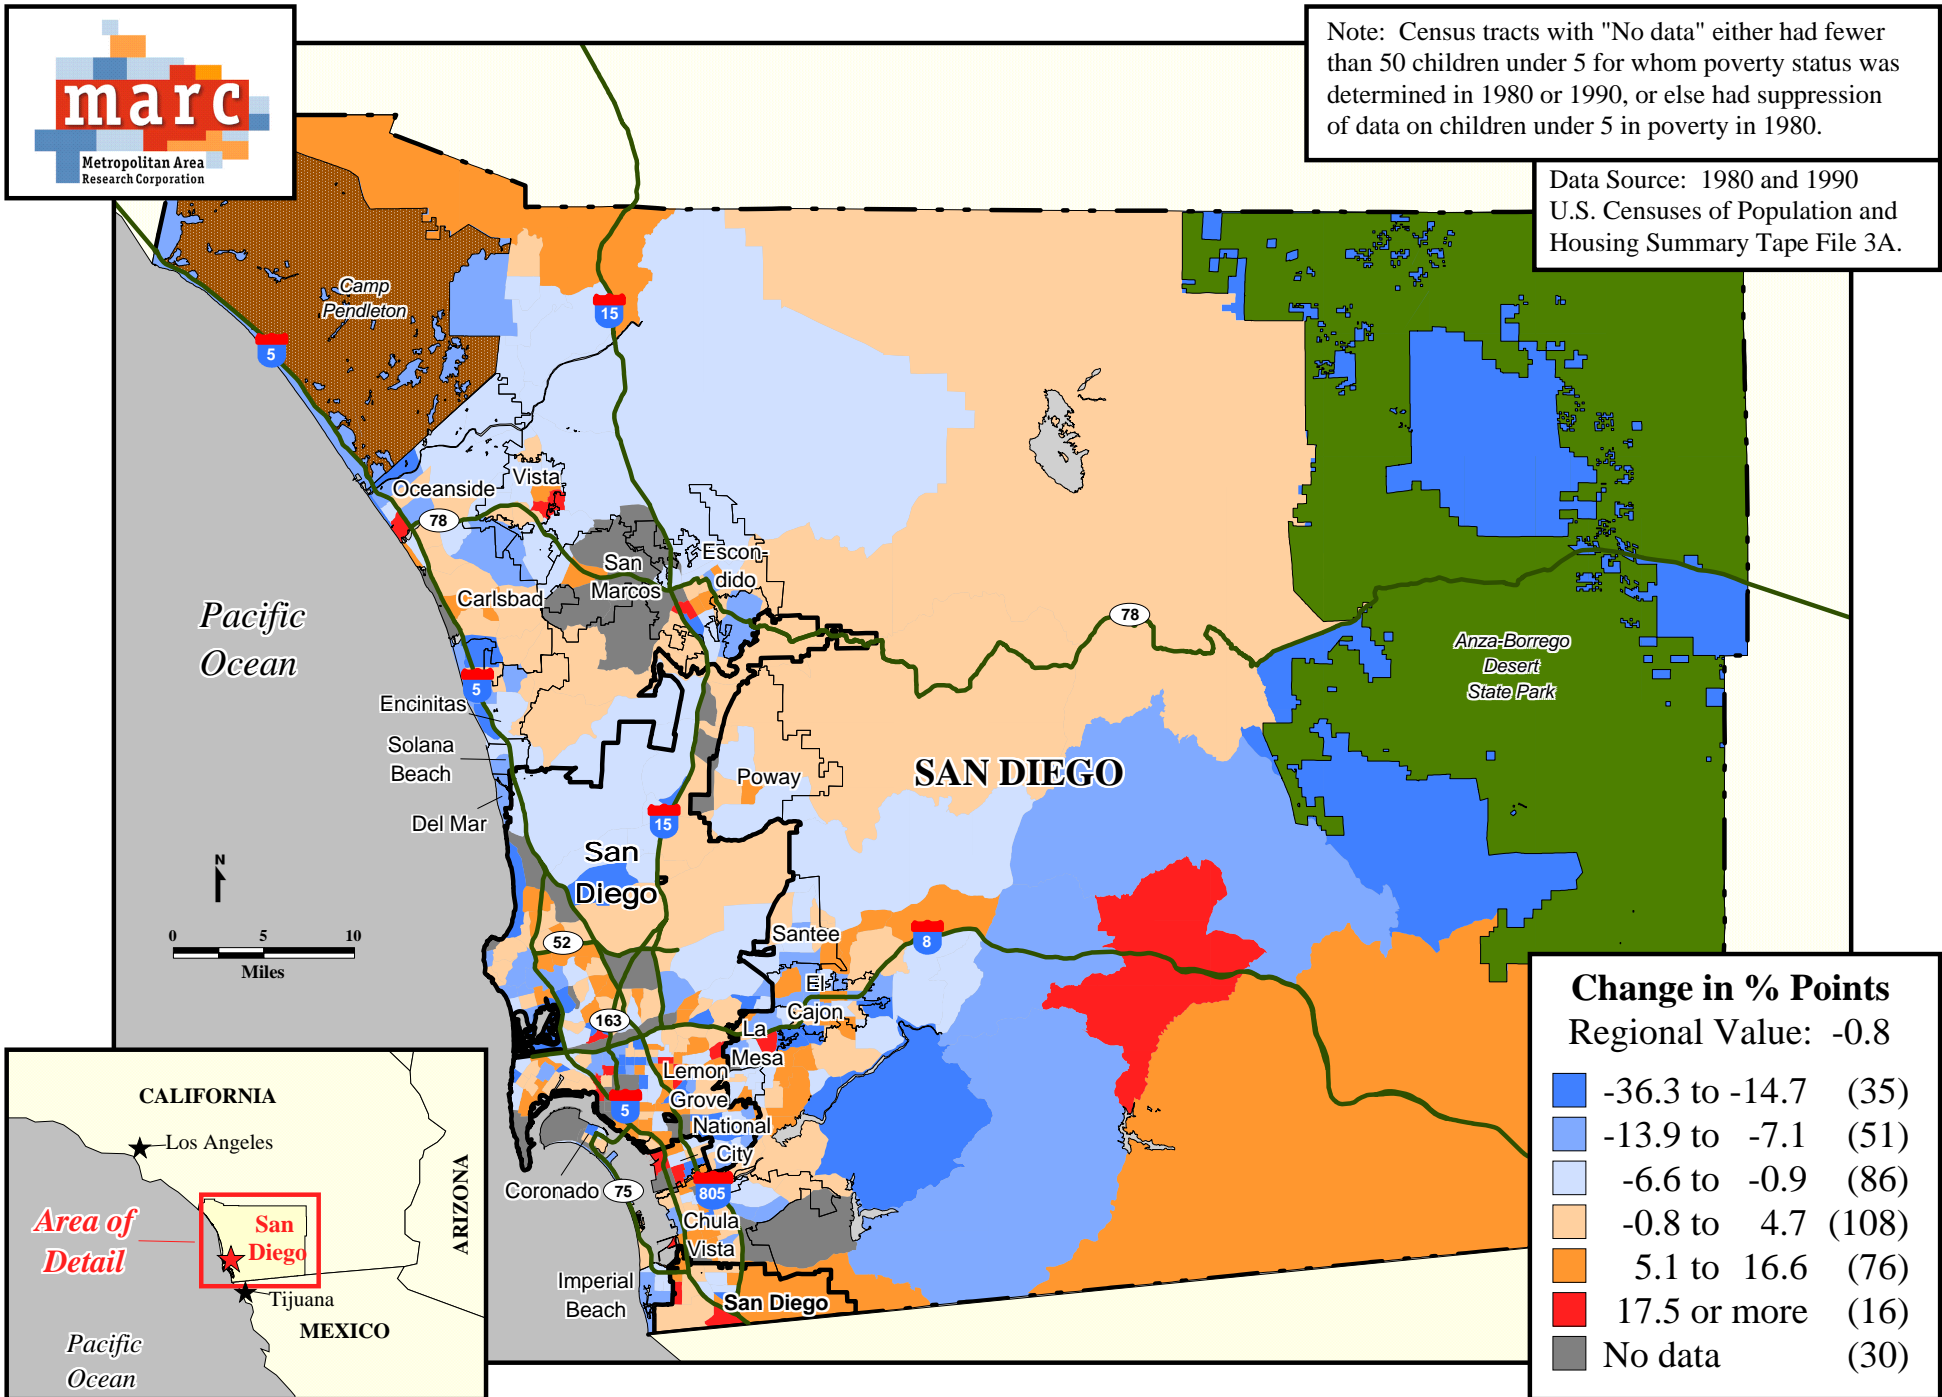 marc
Metropolitan Area
Research Corporation
Note: Census tracts with "No data" either had fewer
than 50 children under 5 for whom poverty status was
determined in 1980 or 1990, or else had suppression
of data on children under 5 in poverty in 1980.
Data Source: 1980 and 1990
U.S. Censuses of Population and
Housing Summary Tape File 3A.
Camp
Pendleton
15
5
Oceanside
Vista
78
San
Marcos
Escon-
dido
Carlsbad
Pacific
Ocean
78
Anza-Borrego
Desert
State Park
5
Encinitas
Solana
Beach
Poway
SAN DIEGO
Del Mar
15
San
Diego
N
0 5 10
Miles
52
Santee
8
El
Cajon
163
La
Mesa
Lemon
Grove
5
National
City
Coronado
75
805
Chula
Vista
Imperial
Beach
San Diego
CALIFORNIA
Los Angeles
ARIZONA
Area of
Detail
San
Diego
Tijuana
MEXICO
Pacific
Ocean
Change in % Points
Regional Value: -0.8
-36.3 to -14.7 (35)
-13.9 to -7.1 (51)
-6.6 to -0.9 (86)
-0.8 to 4.7 (108)
5.1 to 16.6 (76)
17.5 or more (16)
No data (30)